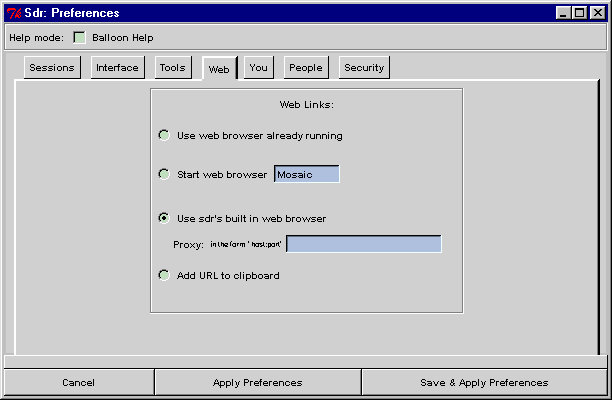 Sdr: Preferences
Help mode: Balloon Help
Sessions Interface Tools Web You People Security
Web Links:
Use web browser already running
Start web browser Mosaic
Use sdr's built in web browser
Proxy: in the form 'host:port'
Add URL to clipboard
Cancel Apply Preferences Save & Apply Preferences